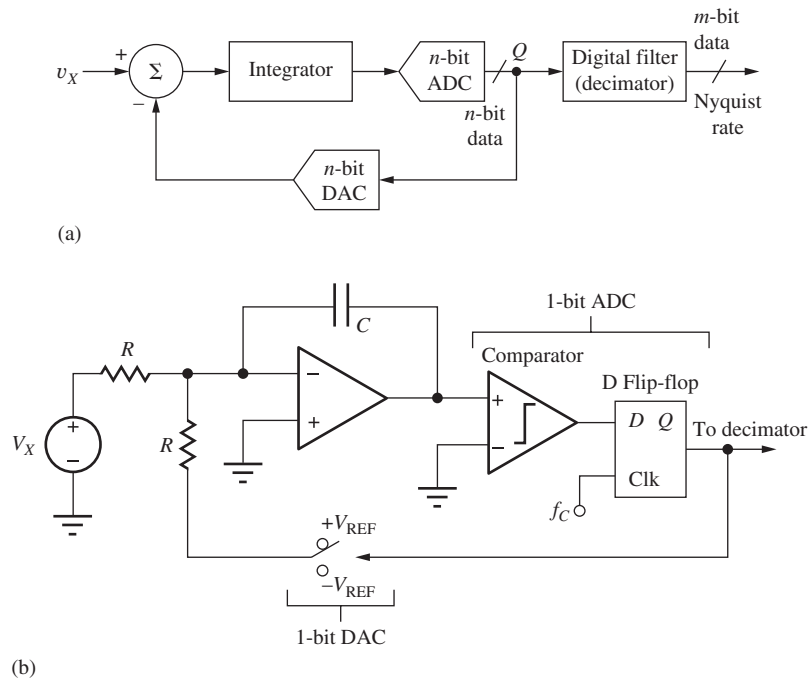 m-bit
data
v_X
+
Σ
−
Integrator
n-bit
ADC
Q
n-bit
data
Digital filter
(decimator)
Nyquist
rate
n-bit
DAC
(a)
1-bit ADC
C
R
Comparator
D Flip-flop
−
+
+
−
D Q
Clk
To decimator
V_X
+
−
R
f_C
+V_REF
−V_REF
1-bit DAC
(b)